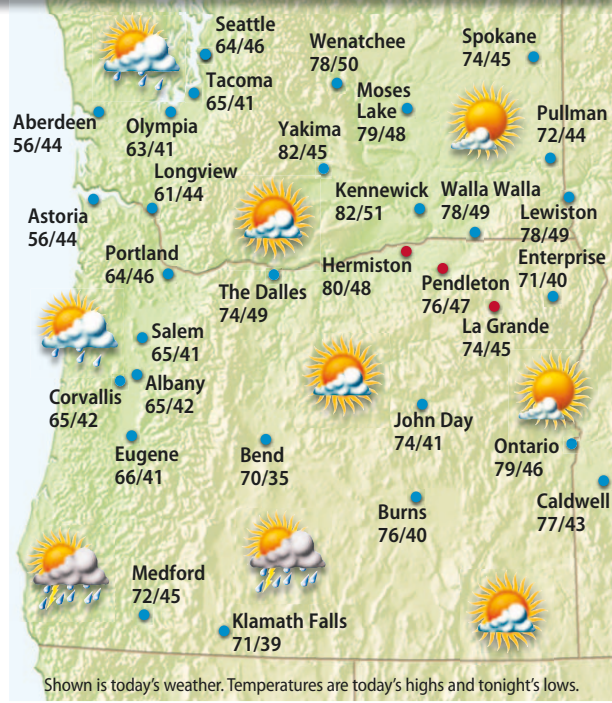 Seattle
64/46
Wenatchee
78/50
Spokane
74/45
Tacoma
65/41
Moses
Lake
79/48
Aberdeen
56/44
Olympia
63/41
Yakima
82/45
Pullman
72/44
Longview
61/44
Kennewick
82/51
Walla Walla
78/49
Lewiston
78/49
Astoria
56/44
Portland
64/46
The Dalles
74/49
Hermiston
80/48
Pendleton
76/47
Enterprise
71/40
La Grande
74/45
Salem
65/41
Corvallis
65/42
Albany
65/42
John Day
74/41
Eugene
66/41
Bend
70/35
Ontario
79/46
Burns
76/40
Caldwell
77/43
Medford
72/45
Klamath Falls
71/39
Shown is today's weather. Temperatures are today's highs and tonight's lows.